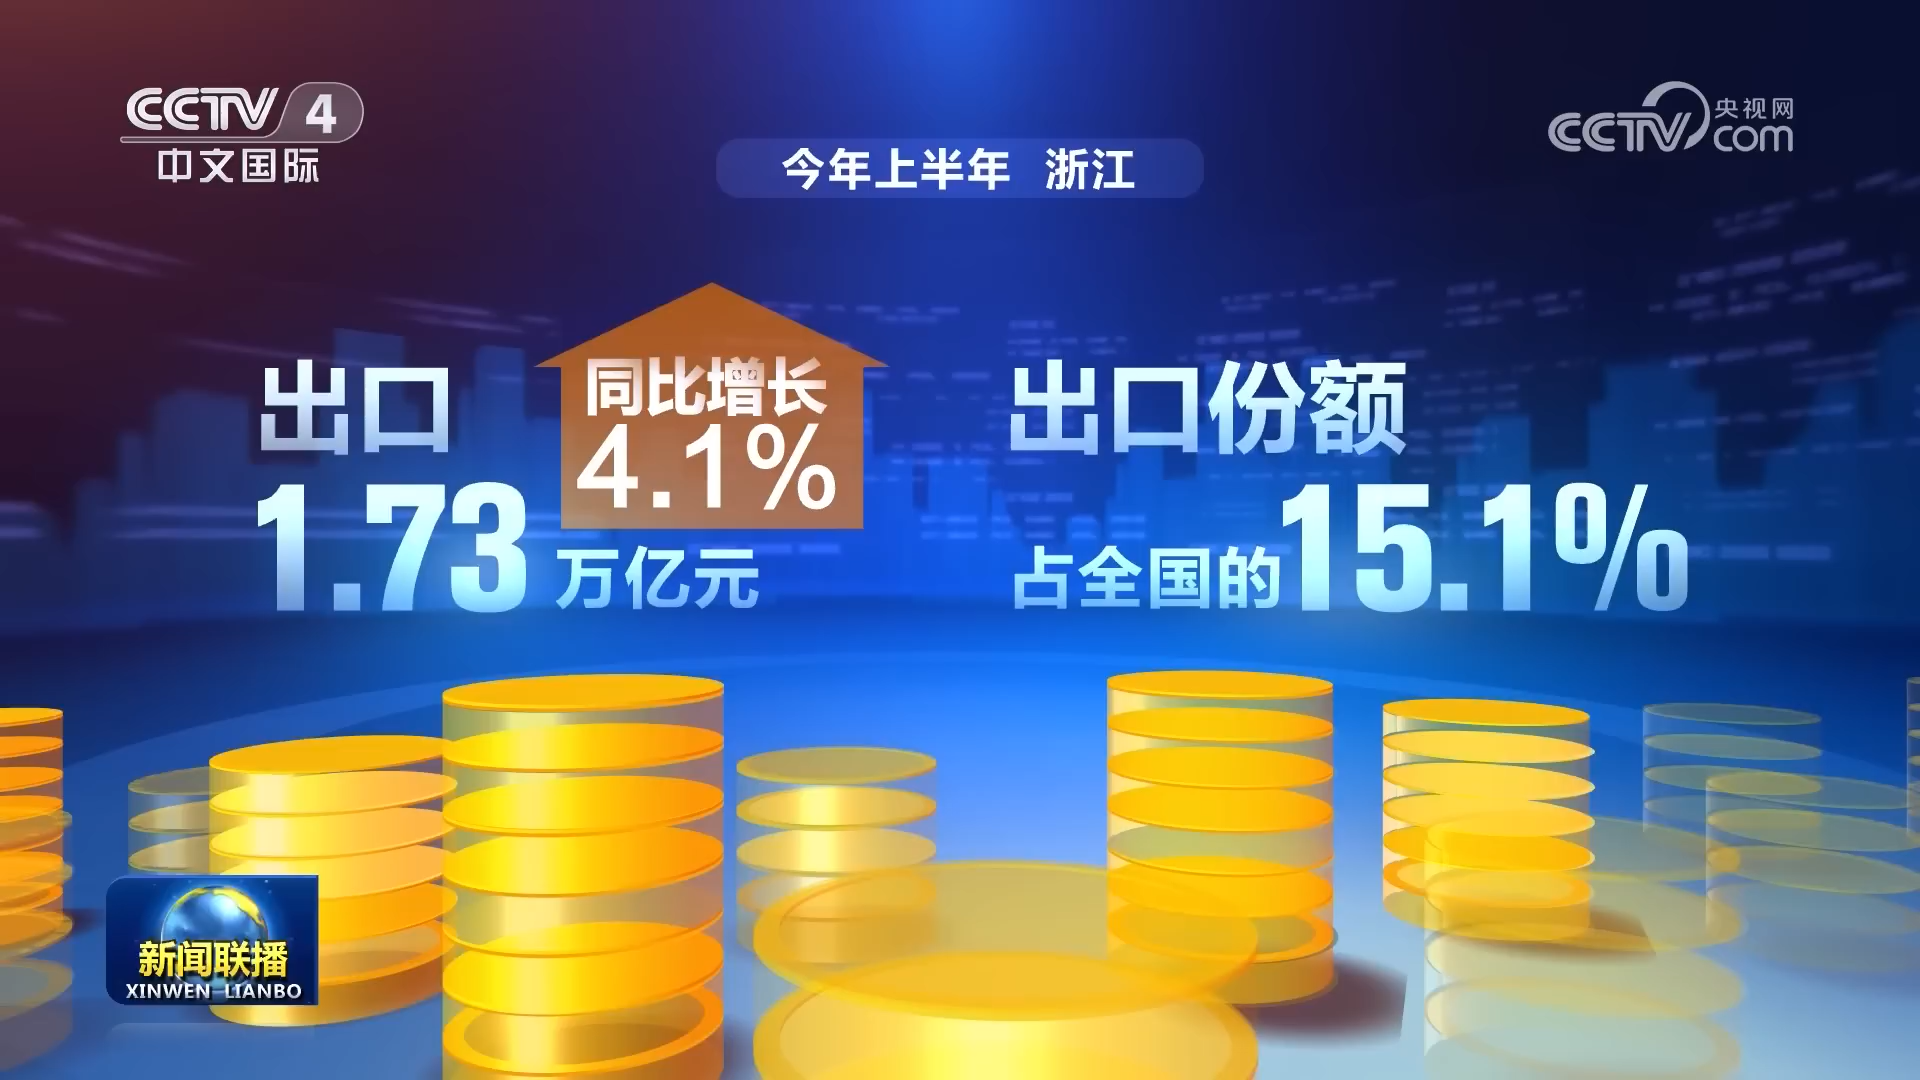 CCTV 4
中文国际
央视网
CCTV.com
今年上半年 浙江
出口
同比增长
4.1%
1.73万亿元
出口份额
占全国的15.1%
新闻联播
XINWEN LIANBO